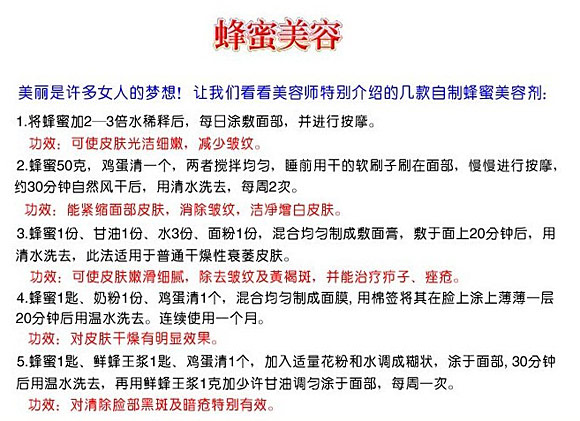 蜂蜜美容
美丽是许多女人的梦想！让我们看看美容师特别介绍的几款自制蜂蜜美容剂：
1.将蜂蜜加2—3倍水稀释后，每日涂敷面部，并进行按摩。
功效：可使皮肤光洁细嫩，减少皱纹。
2.蜂蜜50克，鸡蛋清一个，两者搅拌均匀，睡前用干的软刷子刷在面部，慢慢进行按摩，
约30分钟自然风干后，用清水洗去，每周2次。
功效：能紧缩面部皮肤，消除皱纹，洁净增白皮肤。
3.蜂蜜1份、甘油1份、水3份、面粉1份，混合均匀制成敷面膏，敷于面上20分钟后，用
清水洗去，此法适用于普通干燥性衰萎皮肤。
功效：可使皮肤嫩滑细腻，除去皱纹及黄褐斑，并能治疗疖子、痤疮。
4.蜂蜜1匙、奶粉1份、鸡蛋清1个，混合均匀制成面膜,用棉签将其在脸上涂上薄薄一层
20分钟后用温水洗去。连续使用一个月。
功效：对皮肤干燥有明显效果。
5.蜂蜜1匙、鲜蜂王浆1匙、鸡蛋清1个，加入适量花粉和水调成糊状，涂于面部,30分钟
后用温水洗去，再用鲜蜂王浆1克加少许甘油调匀涂于面部，每周一次。
功效：对清除脸部黑斑及暗疮特别有效。